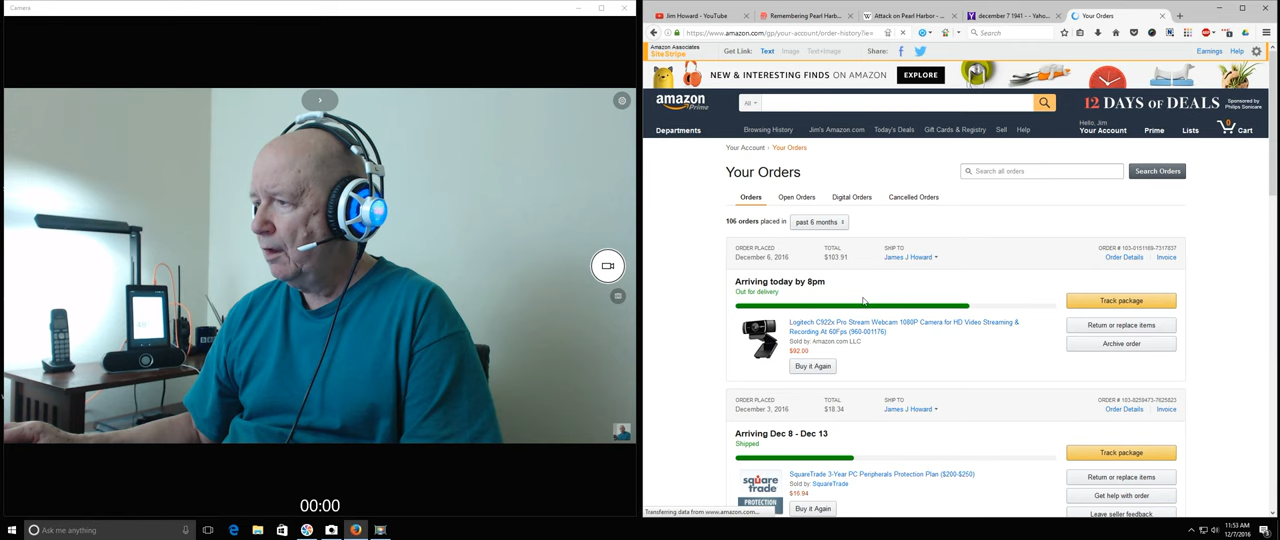 Camera
Jim Howard - YouTube
Remembering Pearl Harb...
Attack on Pearl Harbor - ...
december 7 1941 - - Yaho...
Your Orders
https://www.amazon.com/gp/your-account/order-history?ie=
Search
Amazon Associates
SiteStripe
Get Link: Text Image Text+Image
Share:
Earnings Help
NEW & INTERESTING FINDS ON AMAZON EXPLORE
amazon
Prime
All
12 DAYS OF DEALS
Sponsored by
Philips Sonicare
Departments
Browsing History Jim's Amazon.com Today's Deals Gift Cards & Registry Sell Help
Hello, Jim
Your Account Prime Lists
0
Cart
Your Account › Your Orders
Your Orders
Search all orders
Search Orders
Orders Open Orders Digital Orders Cancelled Orders
106 orders placed in past 6 months
ORDER PLACED TOTAL SHIP TO ORDER # 103-0151169-7317837
December 6, 2016 $103.91 James J Howard Order Details Invoice
Arriving today by 8pm
Out for delivery
Track package
Logitech C922x Pro Stream Webcam 1080P Camera for HD Video Streaming &
Recording At 60Fps (960-001176)
Sold by: Amazon.com LLC
$92.00
Buy it Again
Return or replace items
Archive order
ORDER PLACED TOTAL SHIP TO ORDER # 103-8259473-7625823
December 3, 2016 $18.34 James J Howard Order Details Invoice
Arriving Dec 8 - Dec 13
Shipped
Track package
square
trade
PROTECTION
SquareTrade 3-Year PC Peripherals Protection Plan ($200-$250)
Sold by: SquareTrade
$16.94
Buy it Again
Return or replace items
Get help with order
Leave seller feedback
Transferring data from www.amazon.com...
00:00
Ask me anything
11:53 AM
12/7/2016